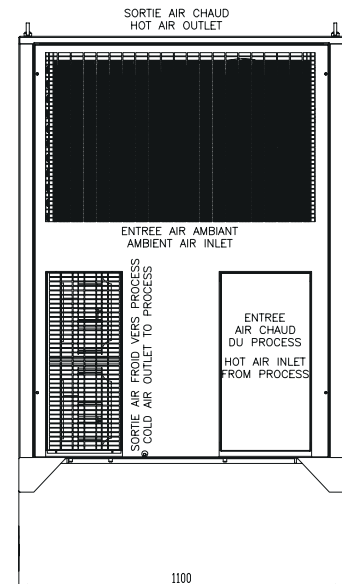 SORTIE AIR CHAUD
HOT AIR OUTLET
ENTREE AIR AMBIANT
AMBIENT AIR INLET
SORTIE AIR FROID VERS PROCESS
COLD AIR OUTLET TO PROCESS
ENTREE
AIR CHAUD
DU PROCESS
HOT AIR INLET
FROM PROCESS
1100